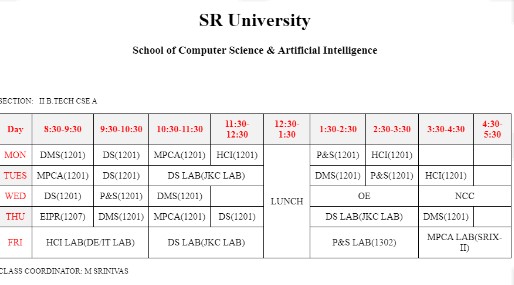 SR University
School of Computer Science & Artificial Intelligence
SECTION: II B.TECH CSE A
Day 8:30-9:30 9:30-10:30 10:30-11:30 11:30-12:30 12:30-1:30 1:30-2:30 2:30-3:30 3:30-4:30 4:30-5:30
MON DMS(1201) DS(1201) MPCA(1201) HCI(1201) LUNCH P&S(1201) HCI(1201)
TUES MPCA(1201) DS(1201) DS LAB(JKC LAB) DMS(1201) P&S(1201) HCI(1201)
WED DS(1201) P&S(1201) DMS(1201) OE NCC
THU EIPR(1207) DMS(1201) MPCA(1201) DS(1201) DS LAB(JKC LAB) DMS(1201)
FRI HCI LAB(DE/IT LAB) DS LAB(JKC LAB) P&S LAB(1302) MPCA LAB(SRIX-II)
CLASS COORDINATOR: M SRINIVAS